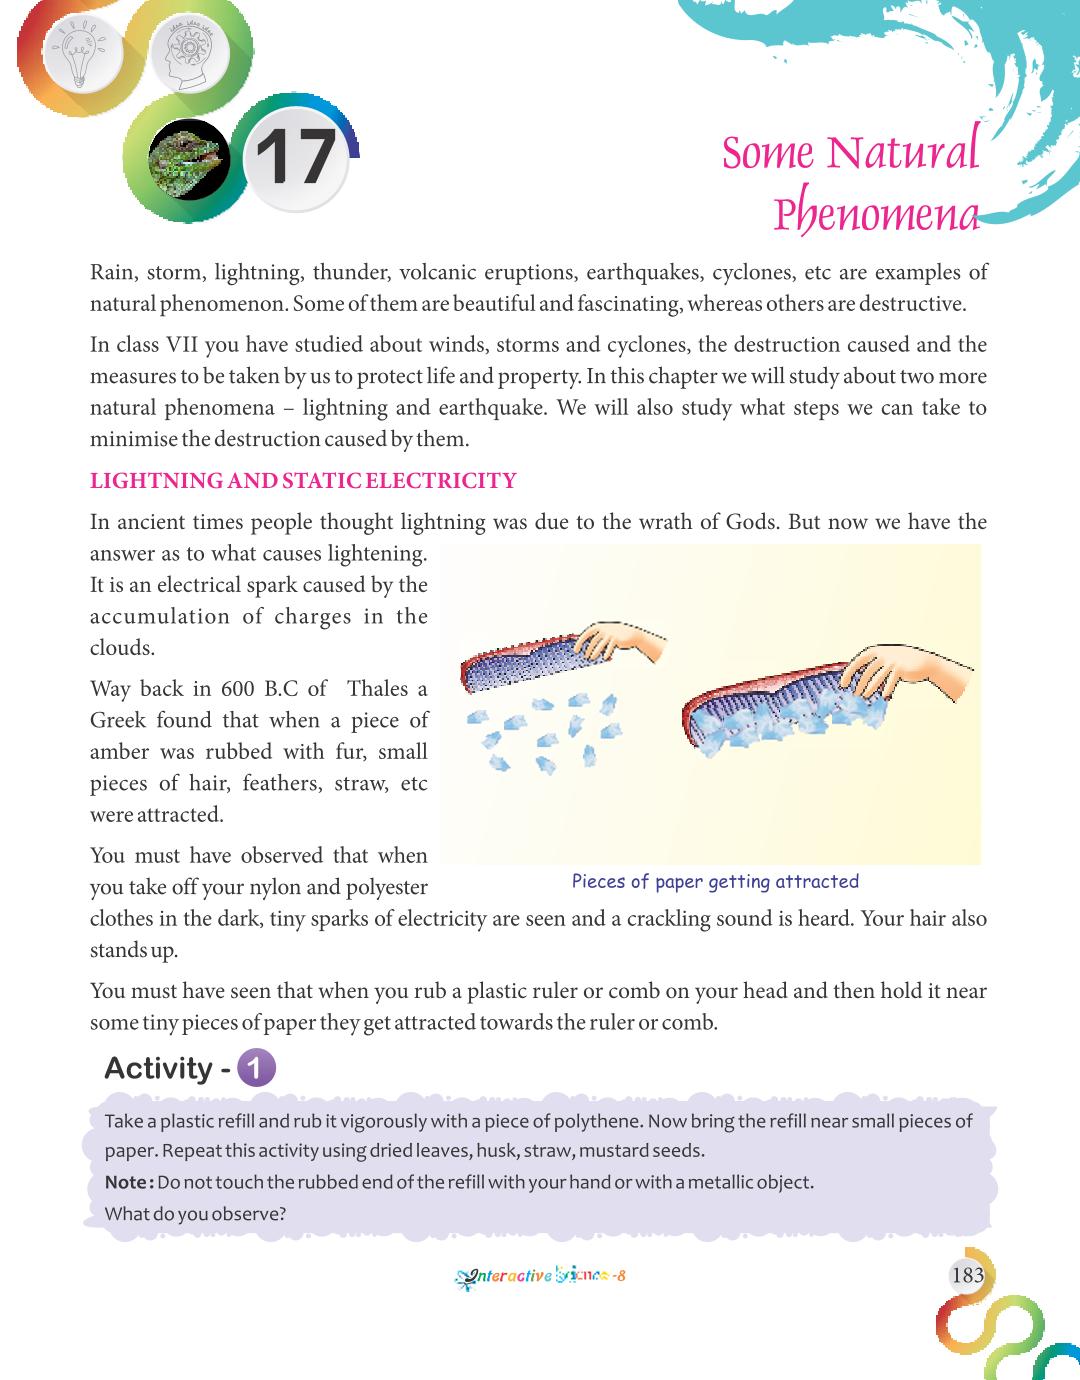 17
Some Natural
Phenomena
Rain, storm, lightning, thunder, volcanic eruptions, earthquakes, cyclones, etc are examples of
natural phenomenon. Some of them are beautiful and fascinating, whereas others are destructive.
In class VII you have studied about winds, storms and cyclones, the destruction caused and the
measures to be taken by us to protect life and property. In this chapter we will study about two more
natural phenomena – lightning and earthquake. We will also study what steps we can take to
minimise the destruction caused by them.
LIGHTNING AND STATIC ELECTRICITY
In ancient times people thought lightning was due to the wrath of Gods. But now we have the
answer as to what causes lightening.
It is an electrical spark caused by the
accumulation of charges in the
clouds.
Way back in 600 B.C of Thales a
Greek found that when a piece of
amber was rubbed with fur, small
pieces of hair, feathers, straw, etc
were attracted.
You must have observed that when
you take off your nylon and polyester
Pieces of paper getting attracted
clothes in the dark, tiny sparks of electricity are seen and a crackling sound is heard. Your hair also
stands up.
You must have seen that when you rub a plastic ruler or comb on your head and then hold it near
some tiny pieces of paper they get attracted towards the ruler or comb.
Activity - 1
Take a plastic refill and rub it vigorously with a piece of polythene. Now bring the refill near small pieces of
paper. Repeat this activity using dried leaves, husk, straw, mustard seeds.
Note : Do not touch the rubbed end of the refill with your hand or with a metallic object.
What do you observe?
Interactive Science -8
183